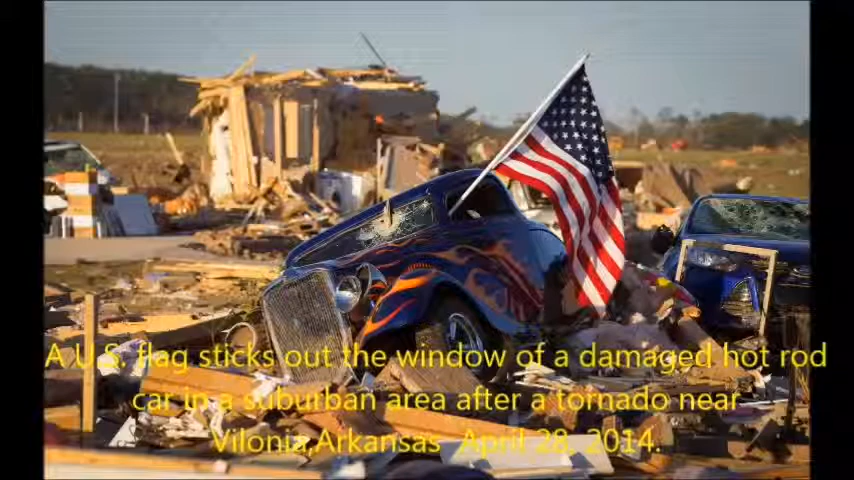 A U.S. flag sticks out the window of a damaged hot rod
car in a suburban area after a tornado near
Vilonia,Arkansas  April 28, 2014.